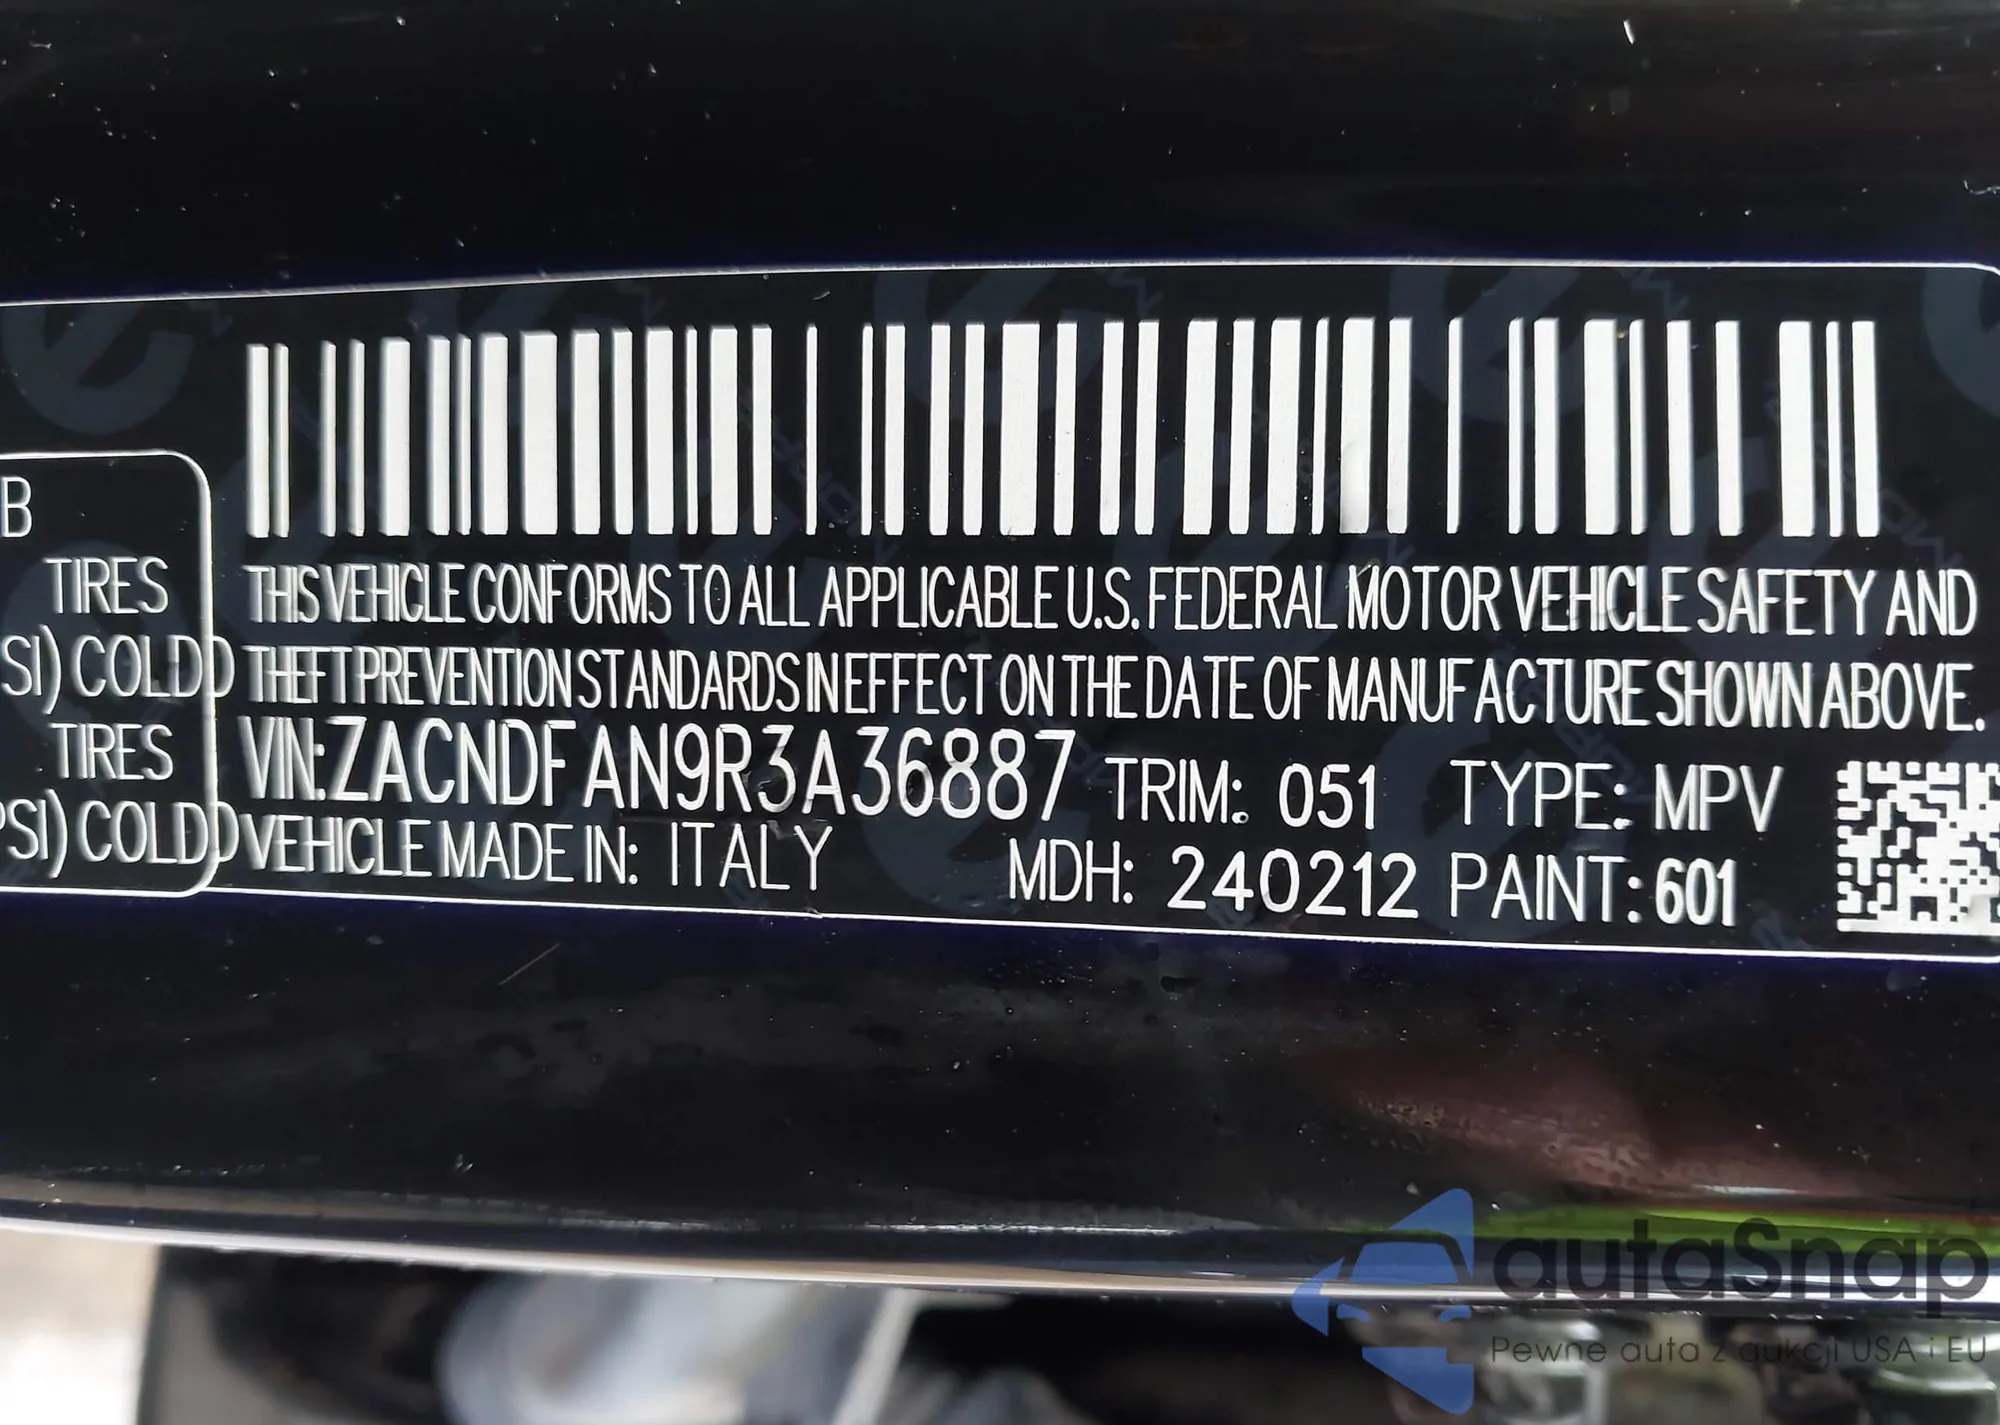 B
TIRES
SI) COLD
TIRES
PSI) COLD
THIS VEHICLE CONFORMS TO ALL APPLICABLE U.S. FEDERAL MOTOR VEHICLE SAFETY AND
THEFT PREVENTION STANDARDS IN EFFECT ON THE DATE OF MANUFACTURE SHOWN ABOVE.
VIN:ZACNDFAN9R3A36887 TRIM: 051 TYPE: MPV
VEHICLE MADE IN: ITALY MDH: 240212 PAINT: 601
autaSnap
Pewne auta z aukcji USA i EU